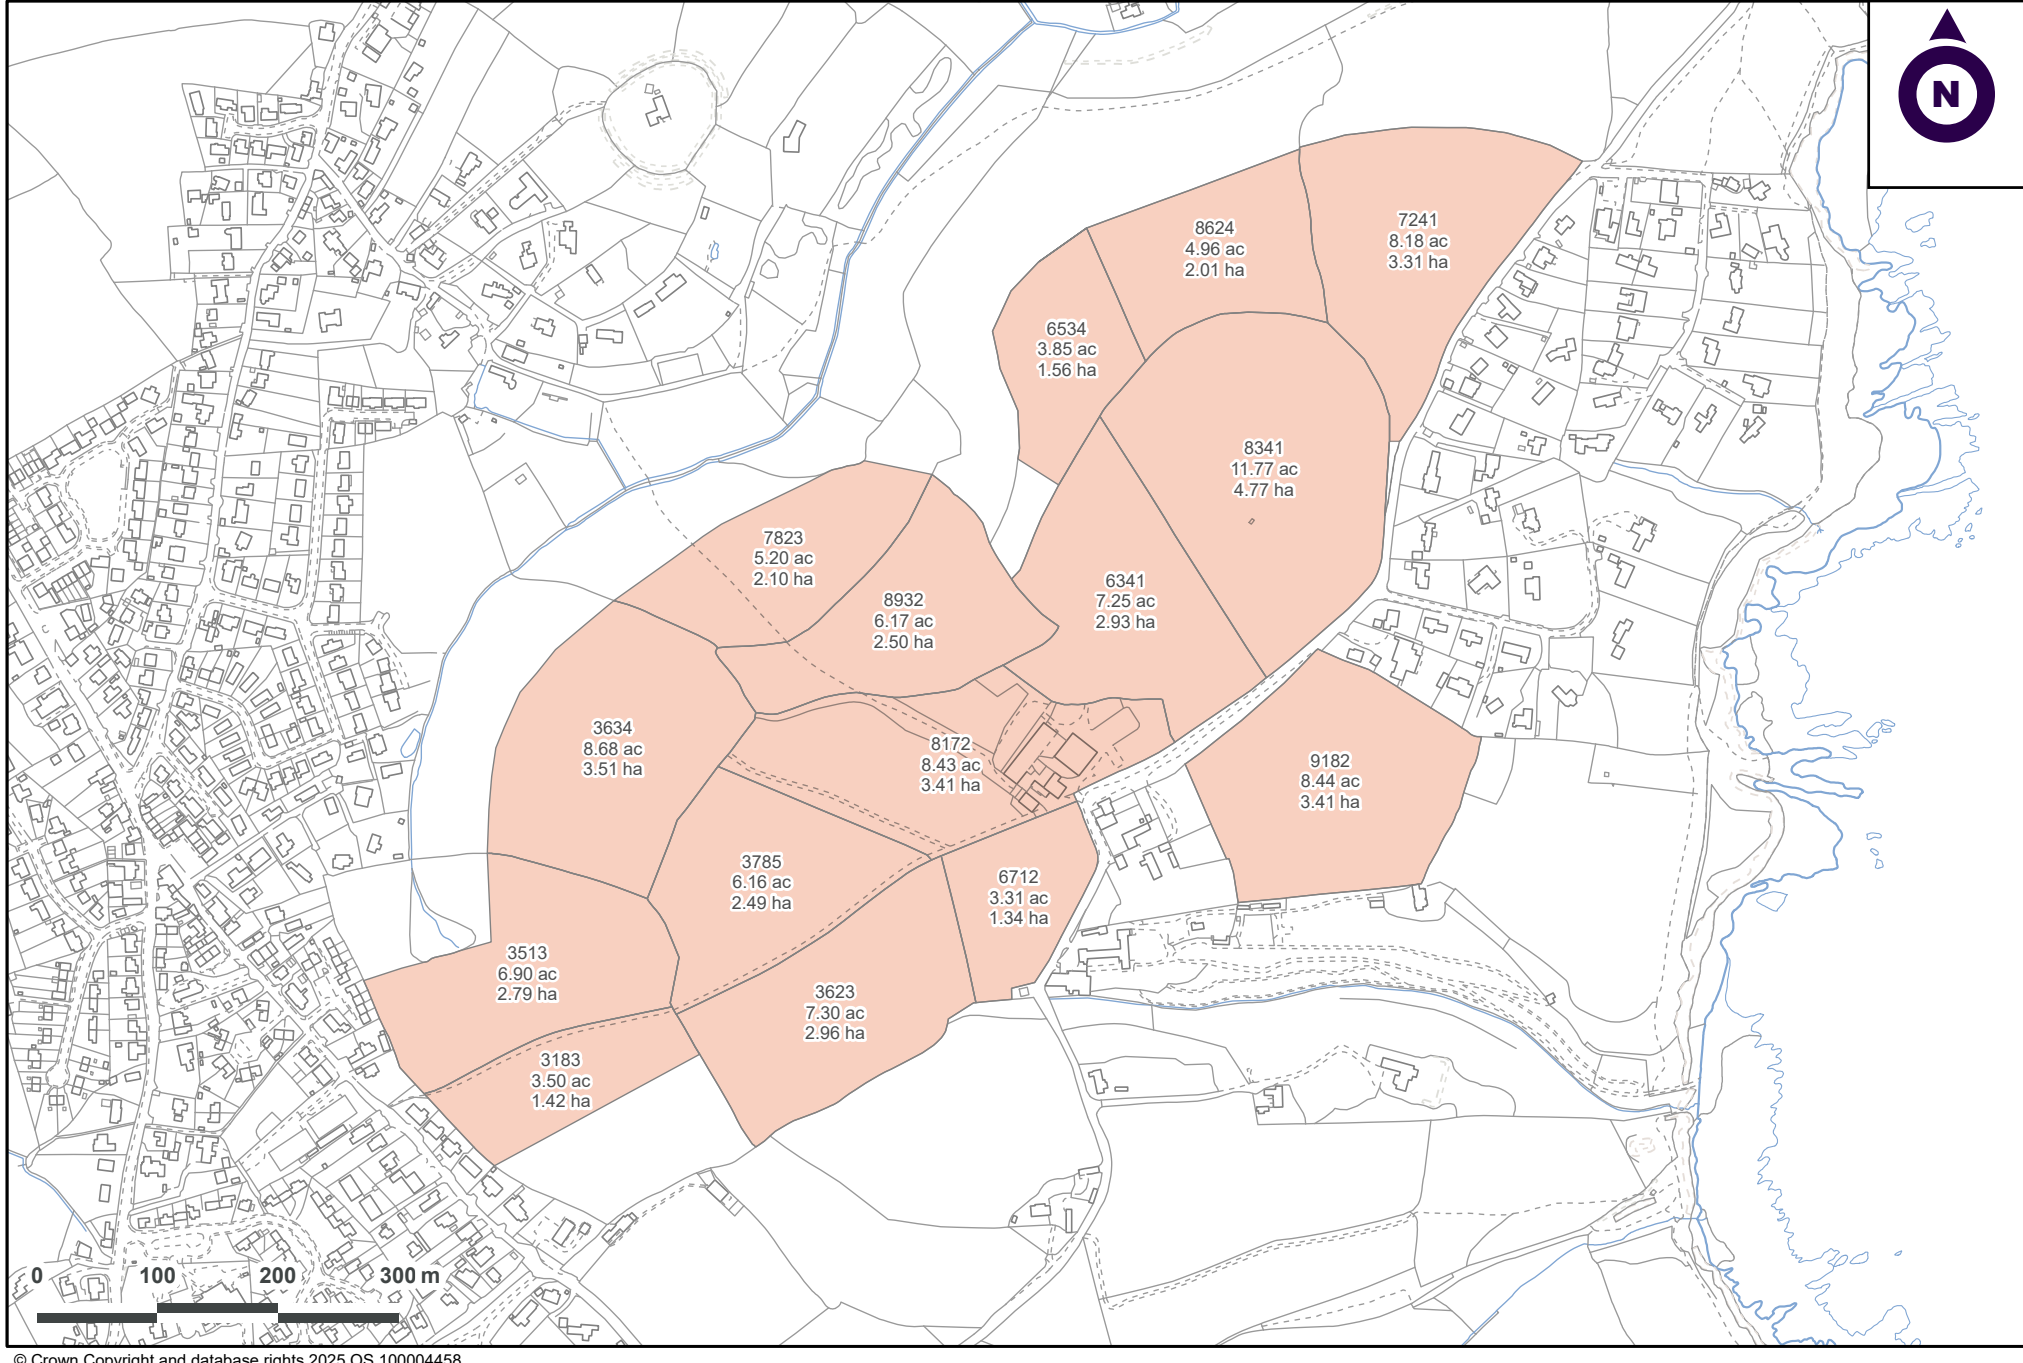 N
7241
8.18 ac
3.31 ha
8624
4.96 ac
2.01 ha
6534
3.85 ac
1.56 ha
8341
11.77 ac
4.77 ha
7823
5.20 ac
2.10 ha
8932
6.17 ac
2.50 ha
6341
7.25 ac
2.93 ha
3634
8.68 ac
3.51 ha
8172
8.43 ac
3.41 ha
9182
8.44 ac
3.41 ha
3785
6.16 ac
2.49 ha
6712
3.31 ac
1.34 ha
3513
6.90 ac
2.79 ha
3623
7.30 ac
2.96 ha
3183
3.50 ac
1.42 ha
0 100 200 300 m
© Crown Copyright and database rights 2025 OS 100004458